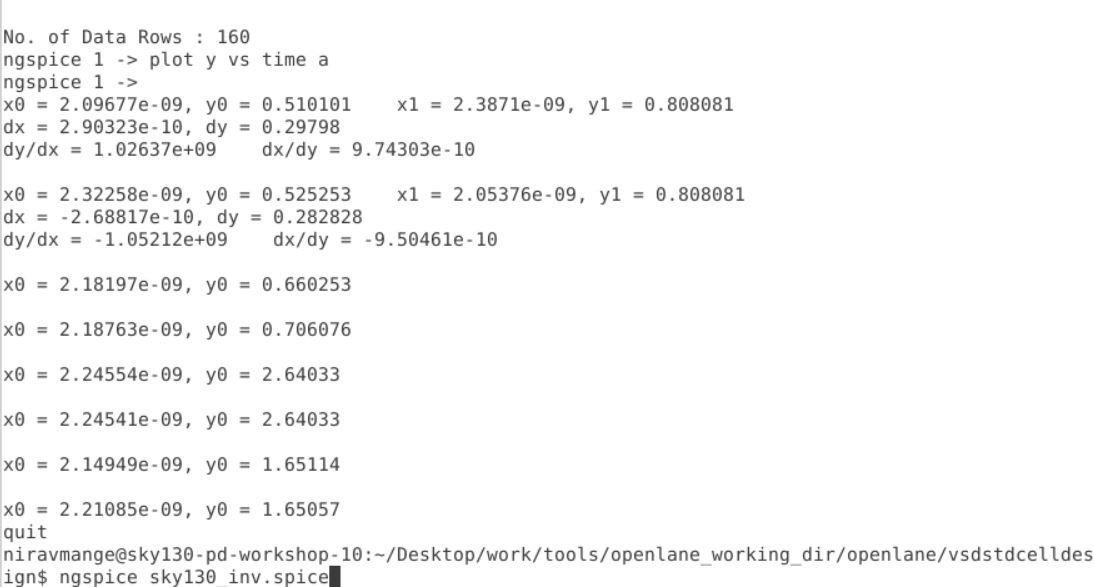 No. of Data Rows : 160
ngspice 1 -> plot y vs time a
ngspice 1 ->
x0 = 2.09677e-09, y0 = 0.510101    x1 = 2.3871e-09, y1 = 0.808081
dx = 2.90323e-10, dy = 0.29798
dy/dx = 1.02637e+09    dx/dy = 9.74303e-10
x0 = 2.32258e-09, y0 = 0.525253    x1 = 2.05376e-09, y1 = 0.808081
dx = -2.68817e-10, dy = 0.282828
dy/dx = -1.05212e+09    dx/dy = -9.50461e-10
x0 = 2.18197e-09, y0 = 0.660253
x0 = 2.18763e-09, y0 = 0.706076
x0 = 2.24554e-09, y0 = 2.64033
x0 = 2.24541e-09, y0 = 2.64033
x0 = 2.14949e-09, y0 = 1.65114
x0 = 2.21085e-09, y0 = 1.65057
quit
niravmange@sky130-pd-workshop-10:~/Desktop/work/tools/openlane_working_dir/openlane/vsdstdcelldes
ign$ ngspice sky130_inv.spice